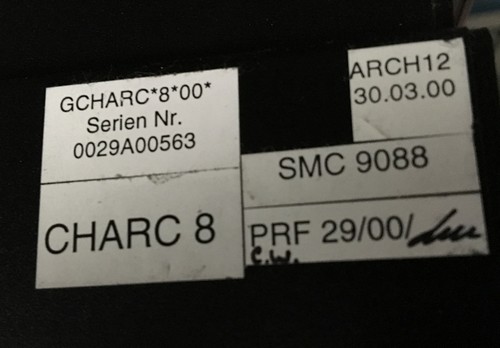 GCHARC*8*00*
Serien Nr.
0029A00563
CHARC 8
ARCH12
30.03.00
SMC 9088
PRF 29/00/
C.W.